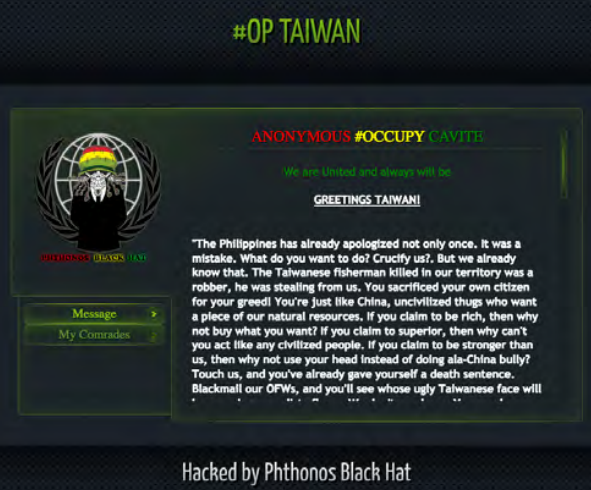 #OP TAIWAN
ANONYMOUS #OCCUPY CAVITE
We are United and always will be
GREETINGS TAIWAN!
PHTHONOS BLACK HAT
"The Philippines has already apologized not only once. It was a
mistake. What do you want to do? Crucify us?. But we already
know that. The Taiwanese fisherman killed in our territory was a
robber, he was stealing from us. You sacrificed your own citizen
for your greed! You're just like China, uncivilized thugs who want
a piece of our natural resources. If you claim to be rich, then why
not buy what you want? If you claim to superior, then why can't
you act like any civilized people. If you claim to be stronger than
us, then why not use your head instead of doing ala-China bully?
Touch us, and you've already gave yourself a death sentence.
Blackmail our OFWs, and you'll see whose ugly Taiwanese face will
Message
My Comrades
Hacked by Phthonos Black Hat